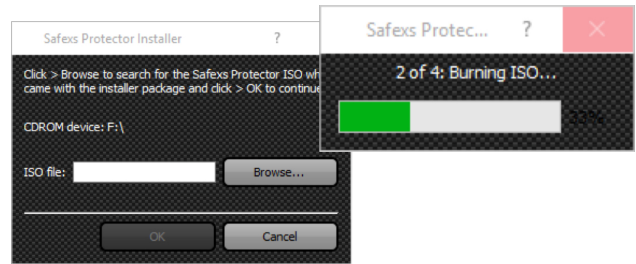 Safexs Protector Installer
?
Click > Browse to search for the Safexs Protector ISO wh
came with the installer package and click > OK to continue
CDROM device: F:\
ISO file:
Browse...
OK
Cancel
Safexs Protec...
?
2 of 4: Burning ISO...
33%